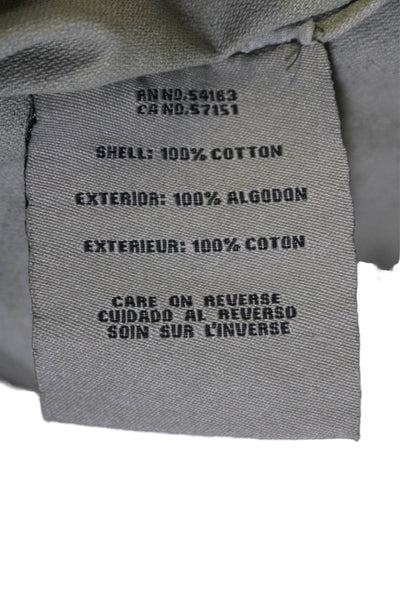 RN NO. 54163
CA NO. 57151
SHELL: 100% COTTON
EXTERIOR: 100% ALGODON
EXTERIEUR: 100% COTON
CARE ON REVERSE
CUIDADO AL REVERSO
SOIN SUR L'INVERSE